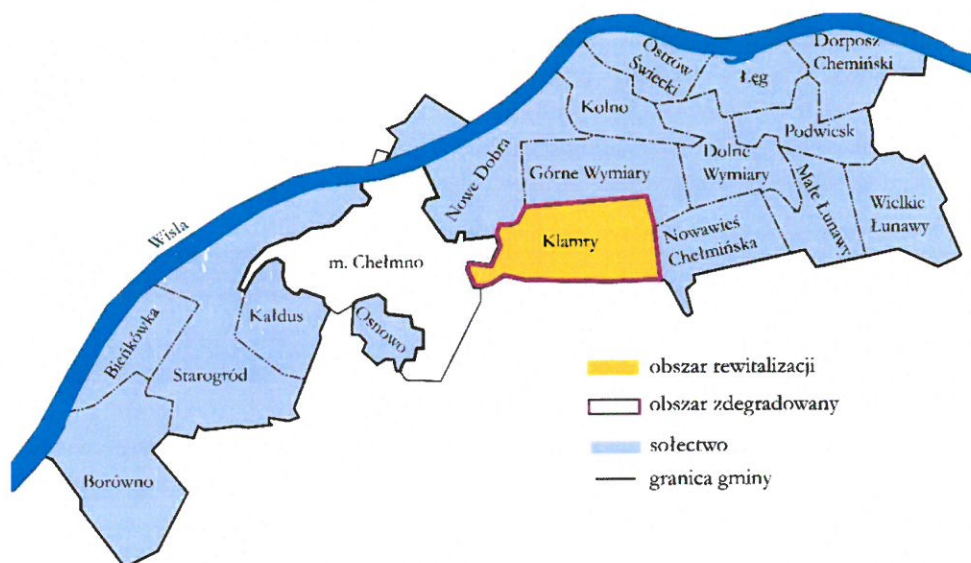 Ostrów
Świecki
Łęg
Dorposz
Chemiński
Kolno
Podwiesk
Nowe Dobra
Górne Wymiary
Dolne
Wymiary
Małe Łunawy
Wielkie
Łunawy
Wisła
Klamry
Nowawieś
Chełmińska
m. Chełmno
Kałdus
Osnowo
Bieńkówka
Starogród
Borówno
obszar rewitalizacji
obszar zdegradowany
sołectwo
granica gminy